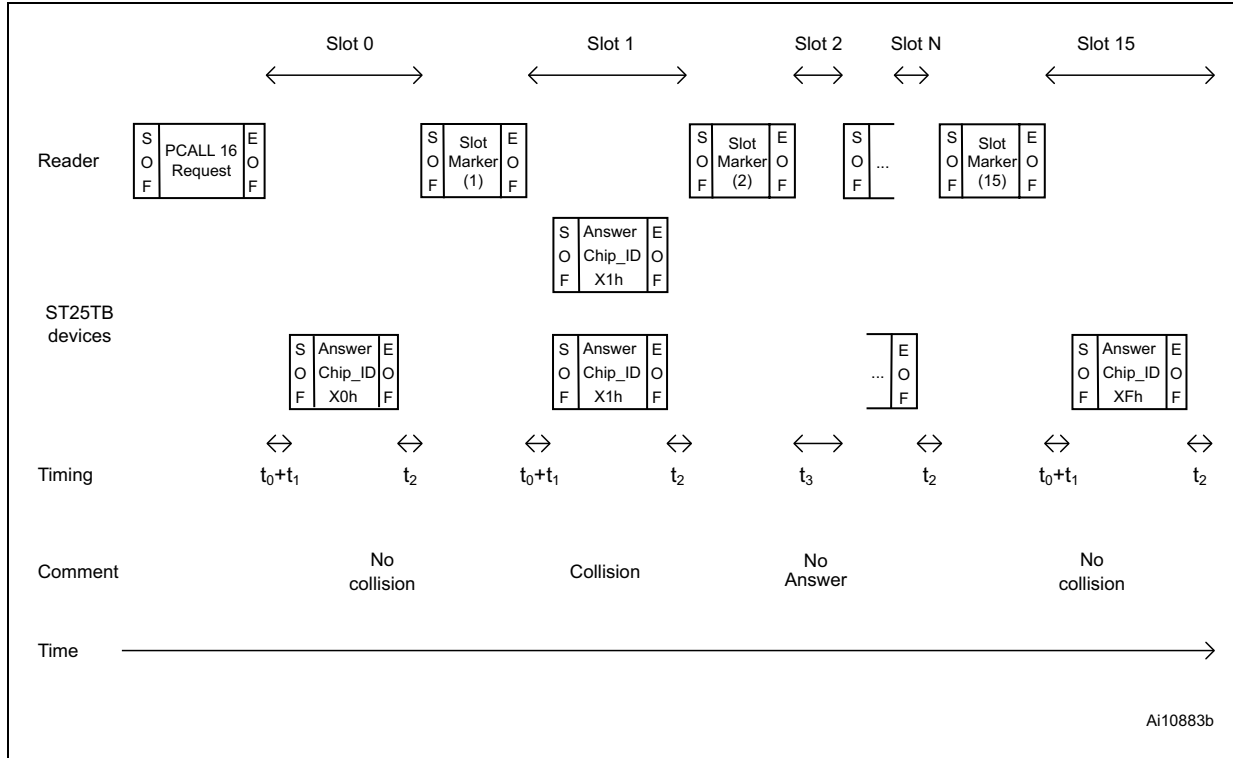 Slot 0 Slot 1 Slot 2 Slot N Slot 15
Reader
S O F PCALL 16 Request E O F
S O F Slot Marker (1) E O F
S O F Slot Marker (2) E O F
S O F ...
S O F Slot Marker (15) E O F
S O F Answer Chip_ID X1h E O F
ST25TB
devices
S O F Answer Chip_ID X0h E O F
S O F Answer Chip_ID X1h E O F
... E O F
S O F Answer Chip_ID XFh E O F
Timing t₀+t₁ t₂ t₀+t₁ t₂ t₃ t₂ t₀+t₁ t₂
Comment
No
collision
Collision
No
Answer
No
collision
Time
Ai10883b